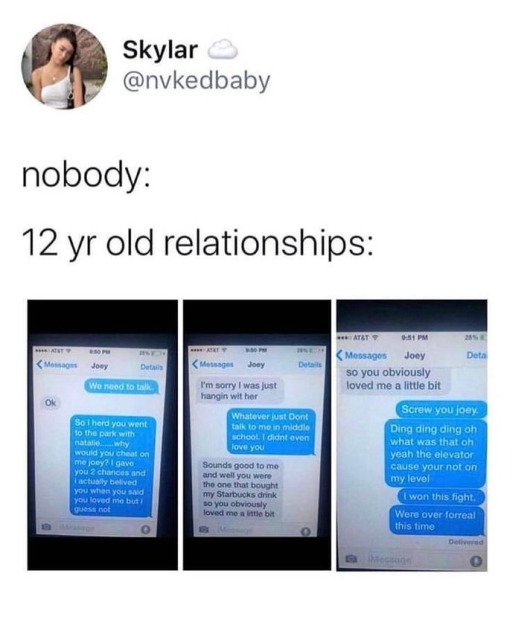 Skylar
@nvkedbaby
nobody:
12 yr old relationships:
AT&T 9:50 PM 28%
Messages Joey Details
We need to talk.
Ok
So I herd you went
to the park with
natalie......why
would you cheat on
me joey? I gave
you 2 chances and
I actually belived
you when you said
you loved me but i
guess not
iMessage
AT&T 9:50 PM 28%
Messages Joey Details
I'm sorry I was just
hangin wit her
Whatever just Dont
talk to me in middle
school. I didnt even
love you
Sounds good to me
and well you were
the one that bought
my Starbucks drink
so you obviously
loved me a little bit
iMessage
AT&T 9:51 PM 28%
Messages Joey Deta
so you obviously
loved me a little bit
Screw you joey.
Ding ding ding oh
what was that oh
yeah the elevator
cause your not on
my level
I won this fight.
Were over forreal
this time
Delivered
iMessage